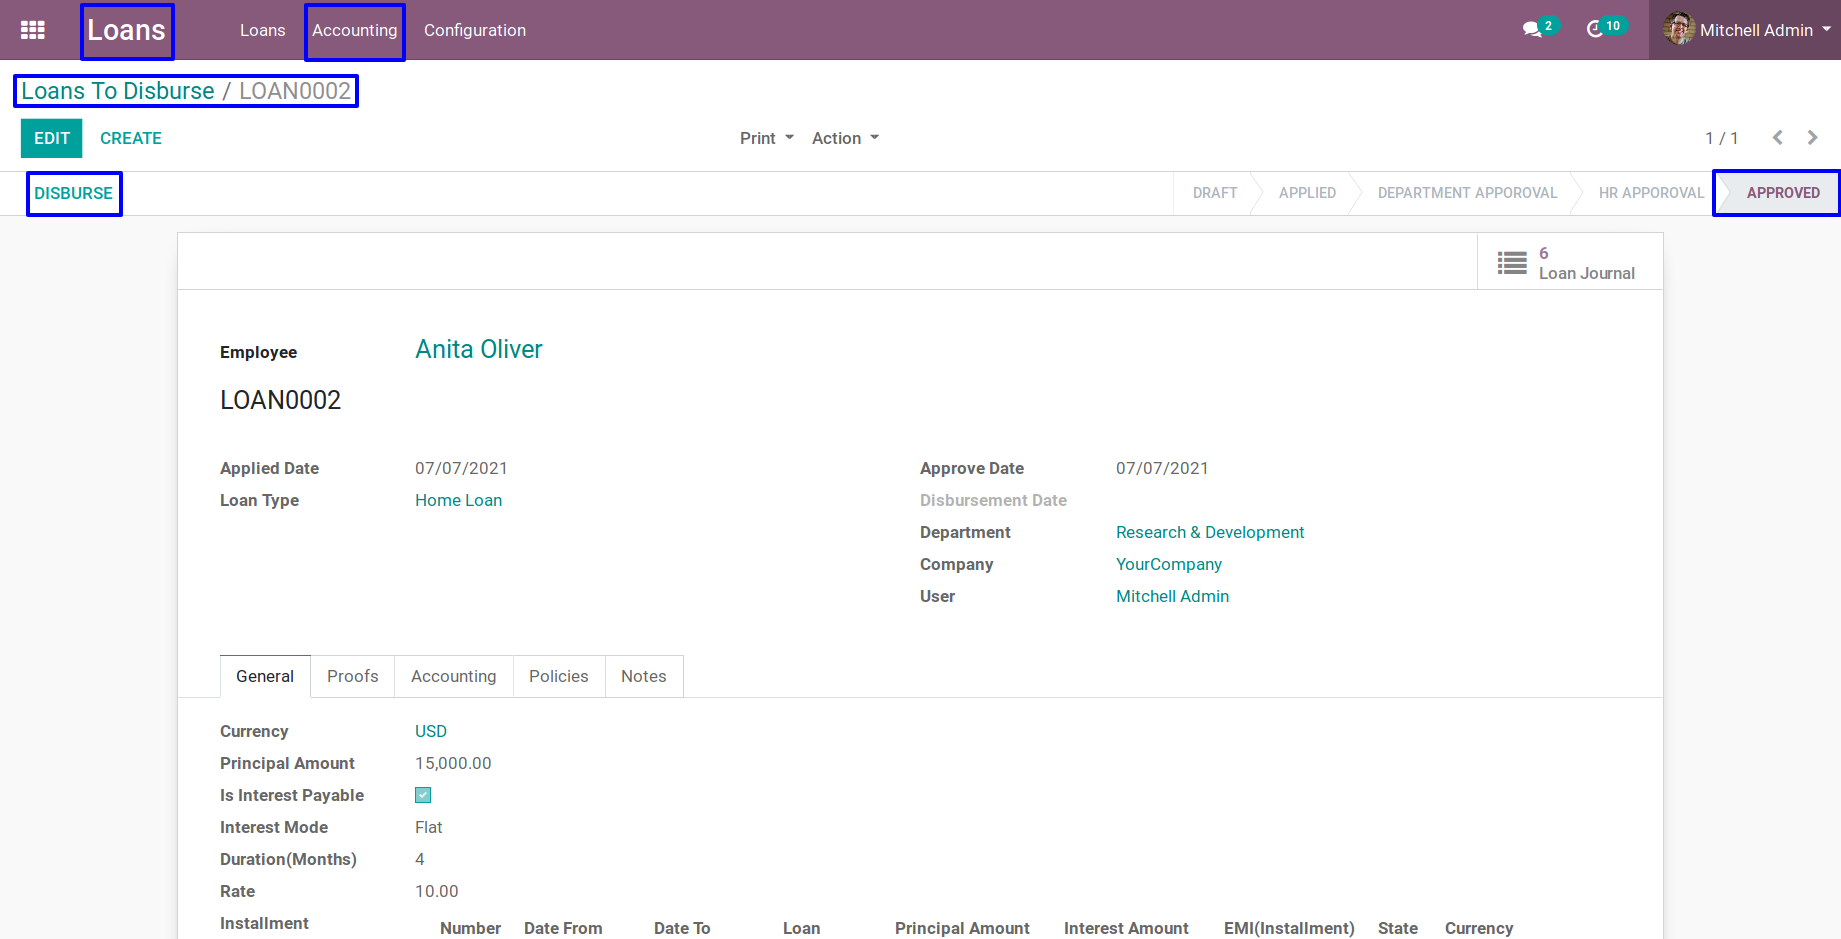 Loans Loans Accounting Configuration 2 10 Mitchell Admin
Loans To Disburse / LOAN0002
EDIT CREATE Print Action 1 / 1
DISBURSE DRAFT APPLIED DEPARTMENT APPOROVAL HR APPOROVAL APPROVED
6
Loan Journal
Employee Anita Oliver
LOAN0002
Applied Date 07/07/2021 Approve Date 07/07/2021
Loan Type Home Loan Disbursement Date
Department Research & Development
Company YourCompany
User Mitchell Admin
General Proofs Accounting Policies Notes
Currency USD
Principal Amount 15,000.00
Is Interest Payable
Interest Mode Flat
Duration(Months) 4
Rate 10.00
Installment
Number Date From Date To Loan Principal Amount Interest Amount EMI(Installment) State Currency